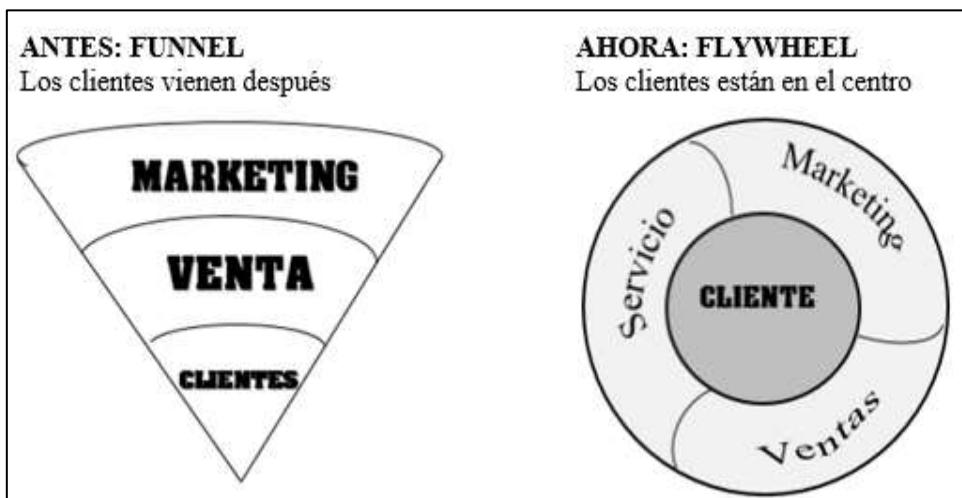 ANTES: FUNNEL
Los clientes vienen después
MARKETING
VENTA
CLIENTES
AHORA: FLYWHEEL
Los clientes están en el centro
Marketing
Servicio
CLIENTE
Ventas